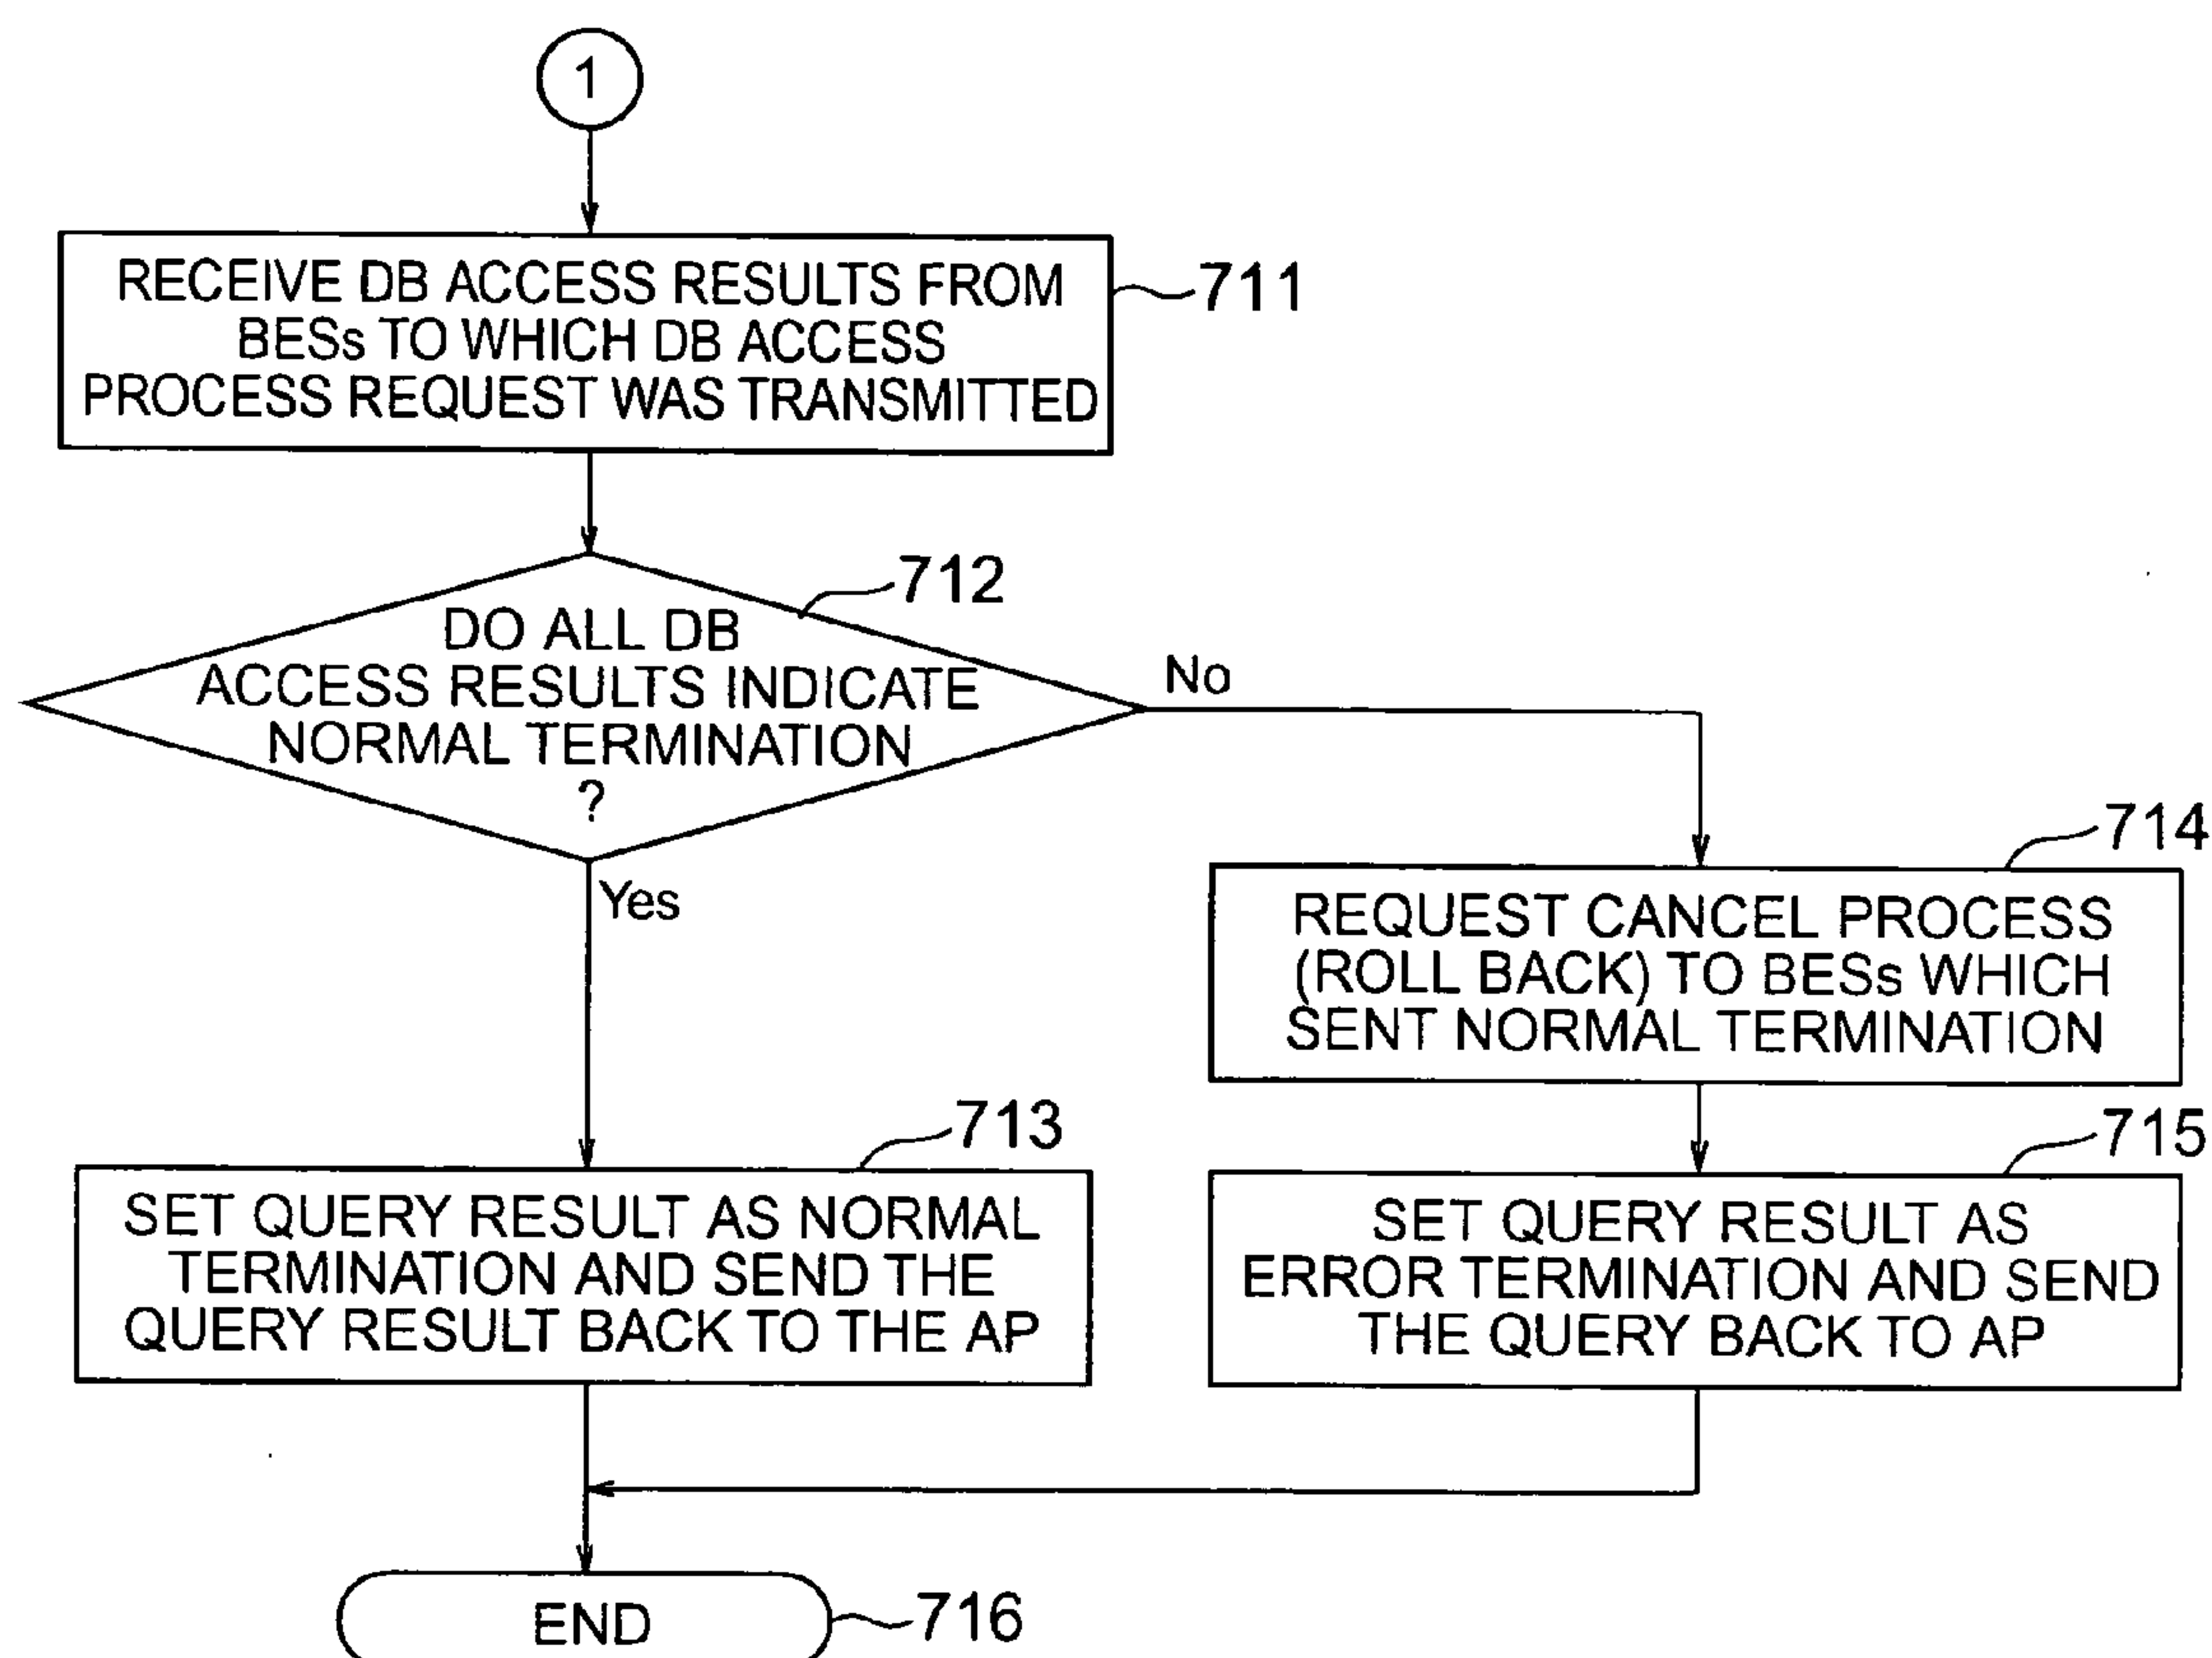 1
RECEIVE DB ACCESS RESULTS FROM
BESs TO WHICH DB ACCESS
PROCESS REQUEST WAS TRANSMITTED
711
712
DO ALL DB
ACCESS RESULTS INDICATE
NORMAL TERMINATION
?
No
Yes
714
REQUEST CANCEL PROCESS
(ROLL BACK) TO BESs WHICH
SENT NORMAL TERMINATION
713
SET QUERY RESULT AS NORMAL
TERMINATION AND SEND THE
QUERY RESULT BACK TO THE AP
715
SET QUERY RESULT AS
ERROR TERMINATION AND SEND
THE QUERY BACK TO AP
END
716